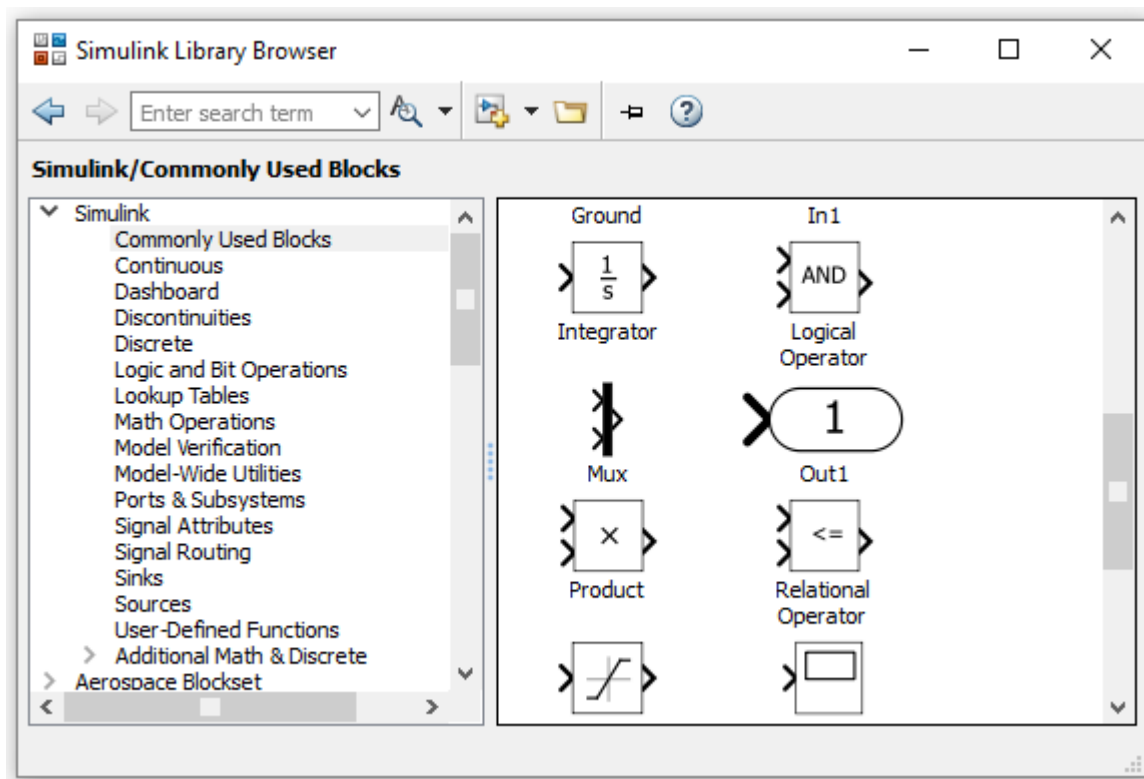 Simulink Library Browser
Enter search term
Simulink/Commonly Used Blocks
Simulink
Commonly Used Blocks
Continuous
Dashboard
Discontinuities
Discrete
Logic and Bit Operations
Lookup Tables
Math Operations
Model Verification
Model-Wide Utilities
Ports & Subsystems
Signal Attributes
Signal Routing
Sinks
Sources
User-Defined Functions
Additional Math & Discrete
Aerospace Blockset
Ground In1
1
s
AND
Integrator Logical
Operator
1
Mux Out1
× <=
Product Relational
Operator